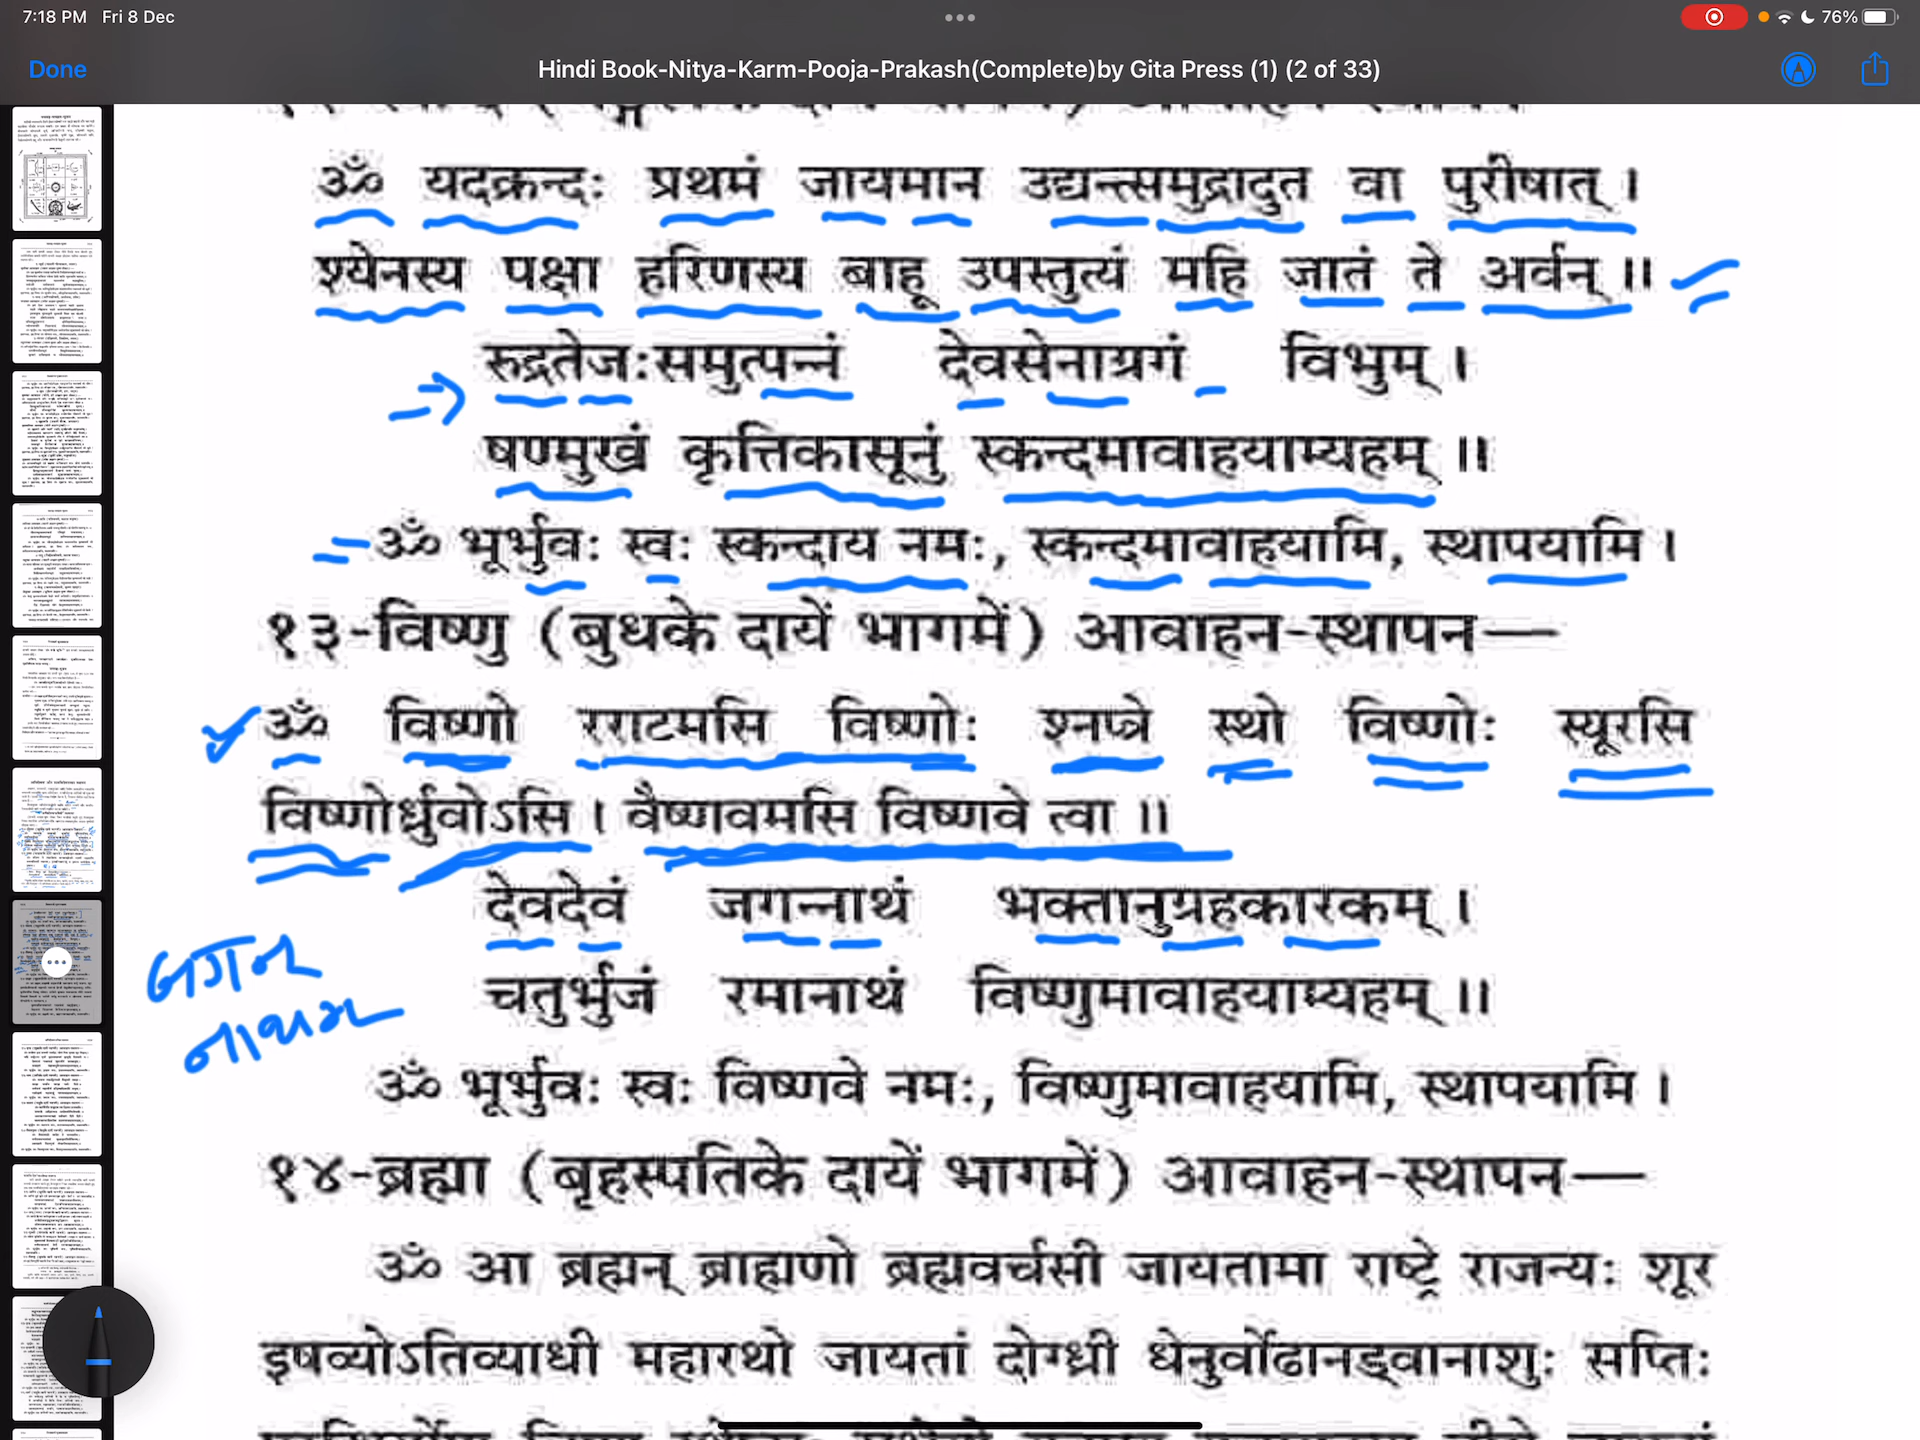 7:18 PM Fri 8 Dec
76%
Done
Hindi Book-Nitya-Karm-Pooja-Prakash(Complete)by Gita Press (1) (2 of 33)
ॐ यदक्रन्दः प्रथमं जायमान उद्यन्त्समुद्रादुत वा पुरीषात् ।
श्येनस्य पक्षा हरिणस्य बाहू उपस्तुत्यं महि जातं ते अर्वन् ॥
रुद्रतेजःसमुत्पन्नं देवसेनाग्रगं विभुम् ।
षण्मुखं कृत्तिकासूनुं स्कन्दमावाहयाम्यहम् ॥
ॐ भूर्भुवः स्वः स्कन्दाय नमः, स्कन्दमावाहयामि, स्थापयामि ।
१३-विष्णु (बुधके दायें भागमें) आवाहन-स्थापन—
ॐ विष्णो रराटमसि विष्णोः श्नप्त्रे स्थो विष्णोः स्यूरसि
विष्णोर्ध्रुवोऽसि । वैष्णवमसि विष्णवे त्वा ॥
देवदेवं जगन्नाथं भक्तानुग्रहकारकम् ।
चतुर्भुजं रमानाथं विष्णुमावाहयाम्यहम् ॥
ॐ भूर्भुवः स्वः विष्णवे नमः, विष्णुमावाहयामि, स्थापयामि ।
१४-ब्रह्मा (बृहस्पतिके दायें भागमें) आवाहन-स्थापन—
ॐ आ ब्रह्मन् ब्राह्मणो ब्रह्मवर्चसी जायतामा राष्ट्रे राजन्यः शूर
इषव्योऽतिव्याधी महारथो जायतां दोग्ध्री धेनुर्वोढानड्वानाशुः सप्तिः